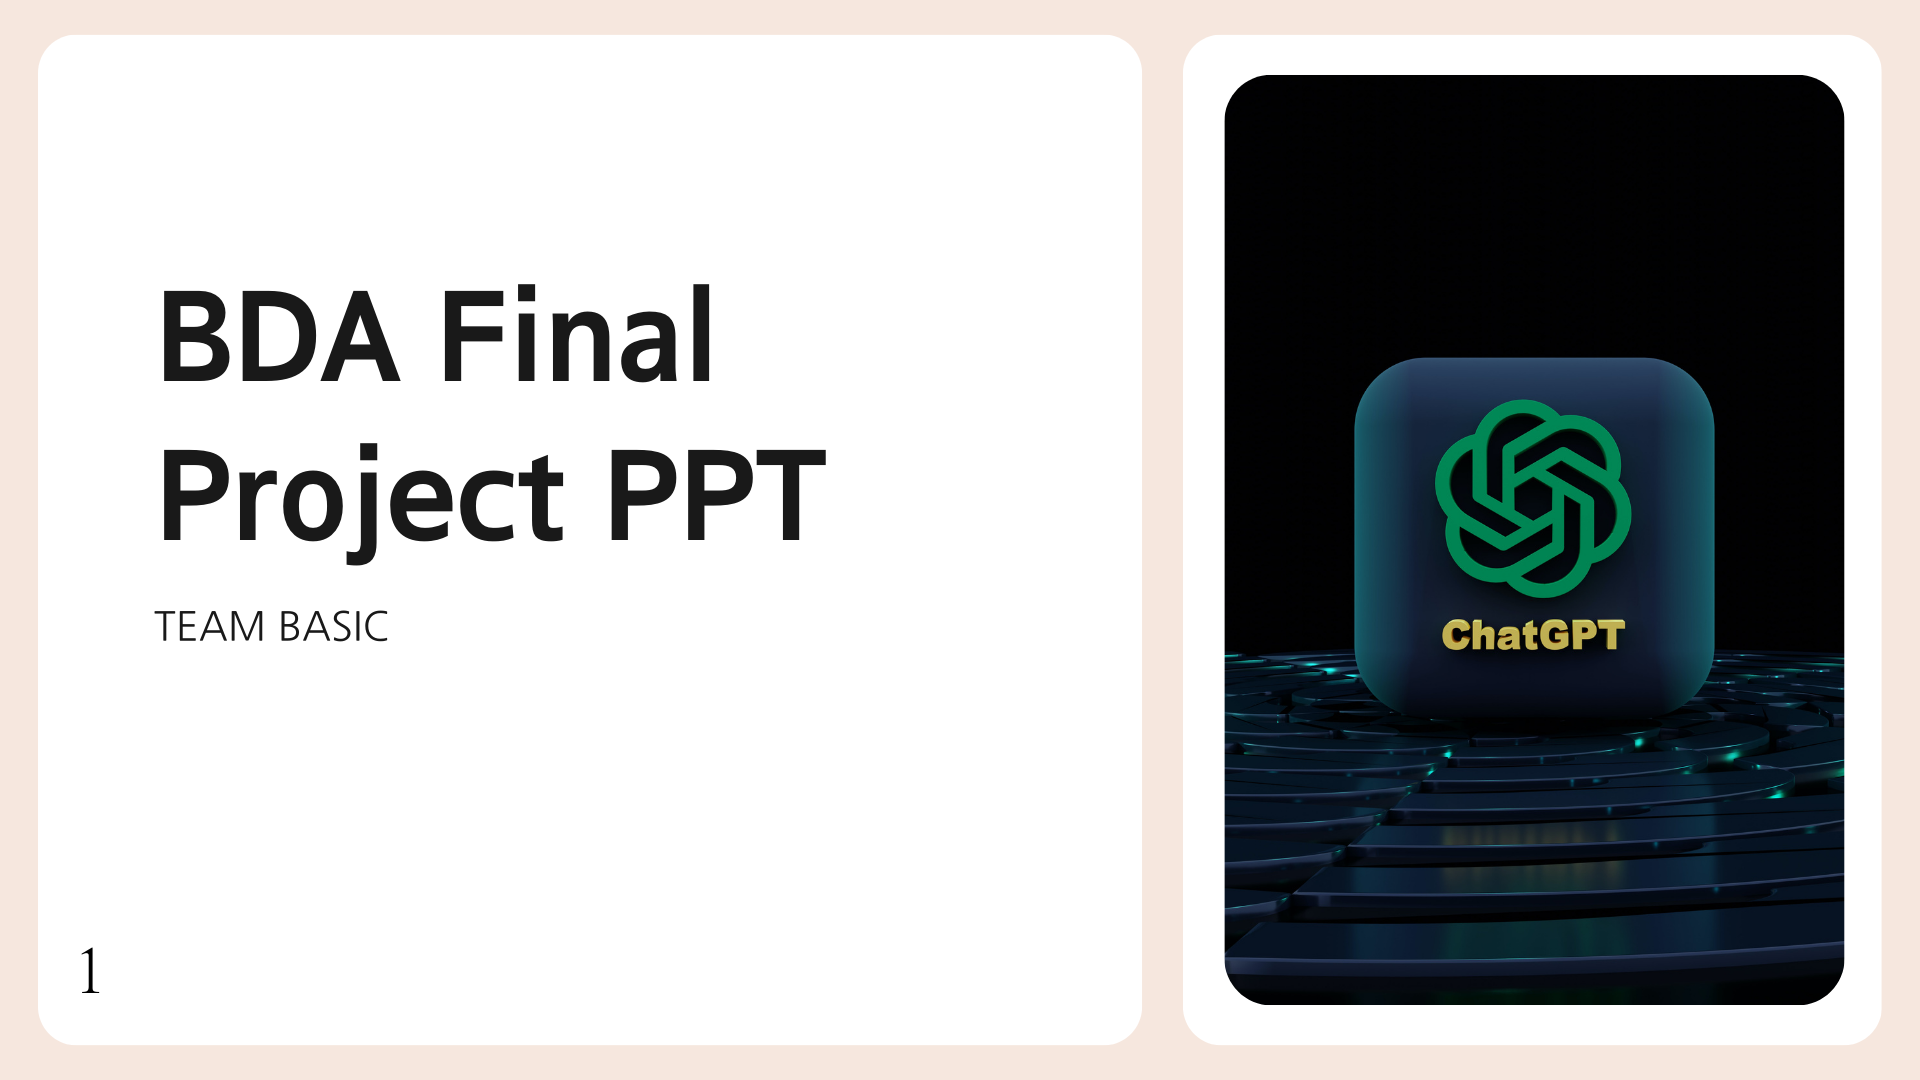 BDA Final
Project PPT
TEAM BASIC
1
ChatGPT